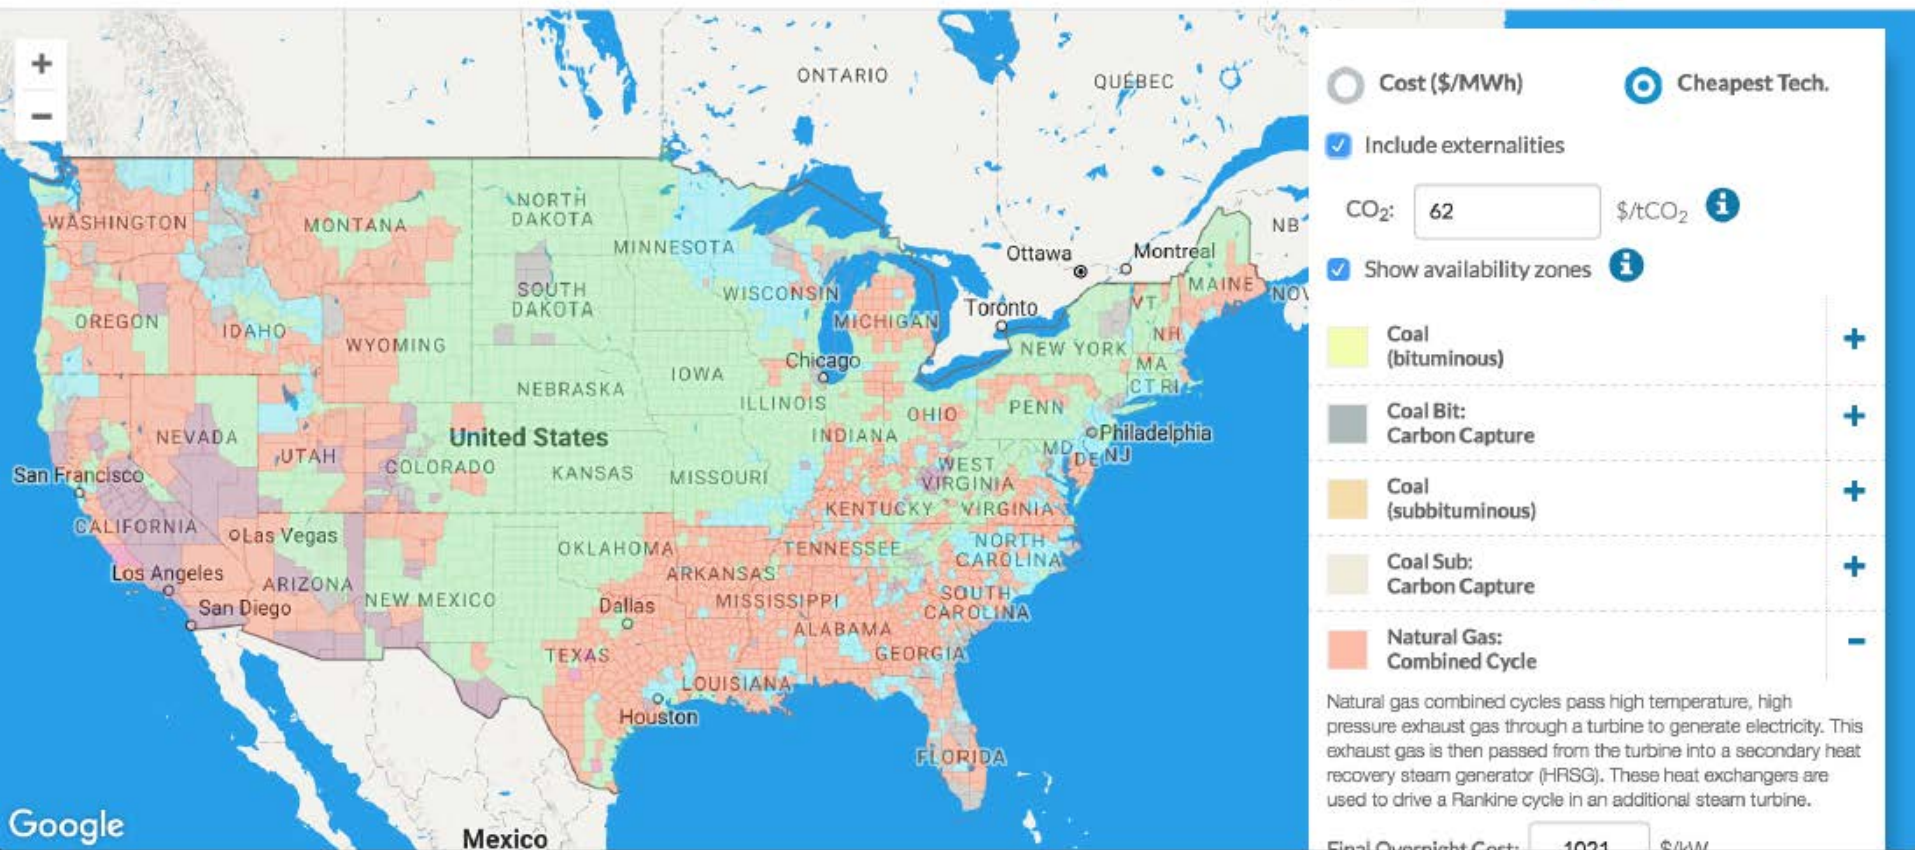 +
−
ONTARIO
QUÉBEC
NB
Ottawa
Montreal
Toronto
WASHINGTON
MONTANA
NORTH
DAKOTA
MINNESOTA
SOUTH
DAKOTA
WISCONSIN
MICHIGAN
VT
MAINE
NOV
NH
OREGON
IDAHO
WYOMING
NEW YORK
MA
CT RI
Chicago
IOWA
NEBRASKA
ILLINOIS
OHIO
PENN
Philadelphia
NEVADA
United States
INDIANA
MD
DE NJ
UTAH
COLORADO
KANSAS
MISSOURI
WEST
VIRGINIA
San Francisco
KENTUCKY
VIRGINIA
CALIFORNIA
Las Vegas
OKLAHOMA
TENNESSEE
NORTH
CAROLINA
Los Angeles
ARIZONA
NEW MEXICO
ARKANSAS
San Diego
Dallas
MISSISSIPPI
SOUTH
CAROLINA
ALABAMA
TEXAS
GEORGIA
LOUISIANA
Houston
FLORIDA
Google
Mexico
Cost ($/MWh)
Cheapest Tech.
Include externalities
CO₂: 62 $/tCO₂ i
Show availability zones i
Coal
(bituminous)
+
Coal Bit:
Carbon Capture
+
Coal
(subbituminous)
+
Coal Sub:
Carbon Capture
+
Natural Gas:
Combined Cycle
−
Natural gas combined cycles pass high temperature, high
pressure exhaust gas through a turbine to generate electricity. This
exhaust gas is then passed from the turbine into a secondary heat
recovery steam generator (HRSG). These heat exchangers are
used to drive a Rankine cycle in an additional steam turbine.
Final Overnight Cost: 1021 $/kW